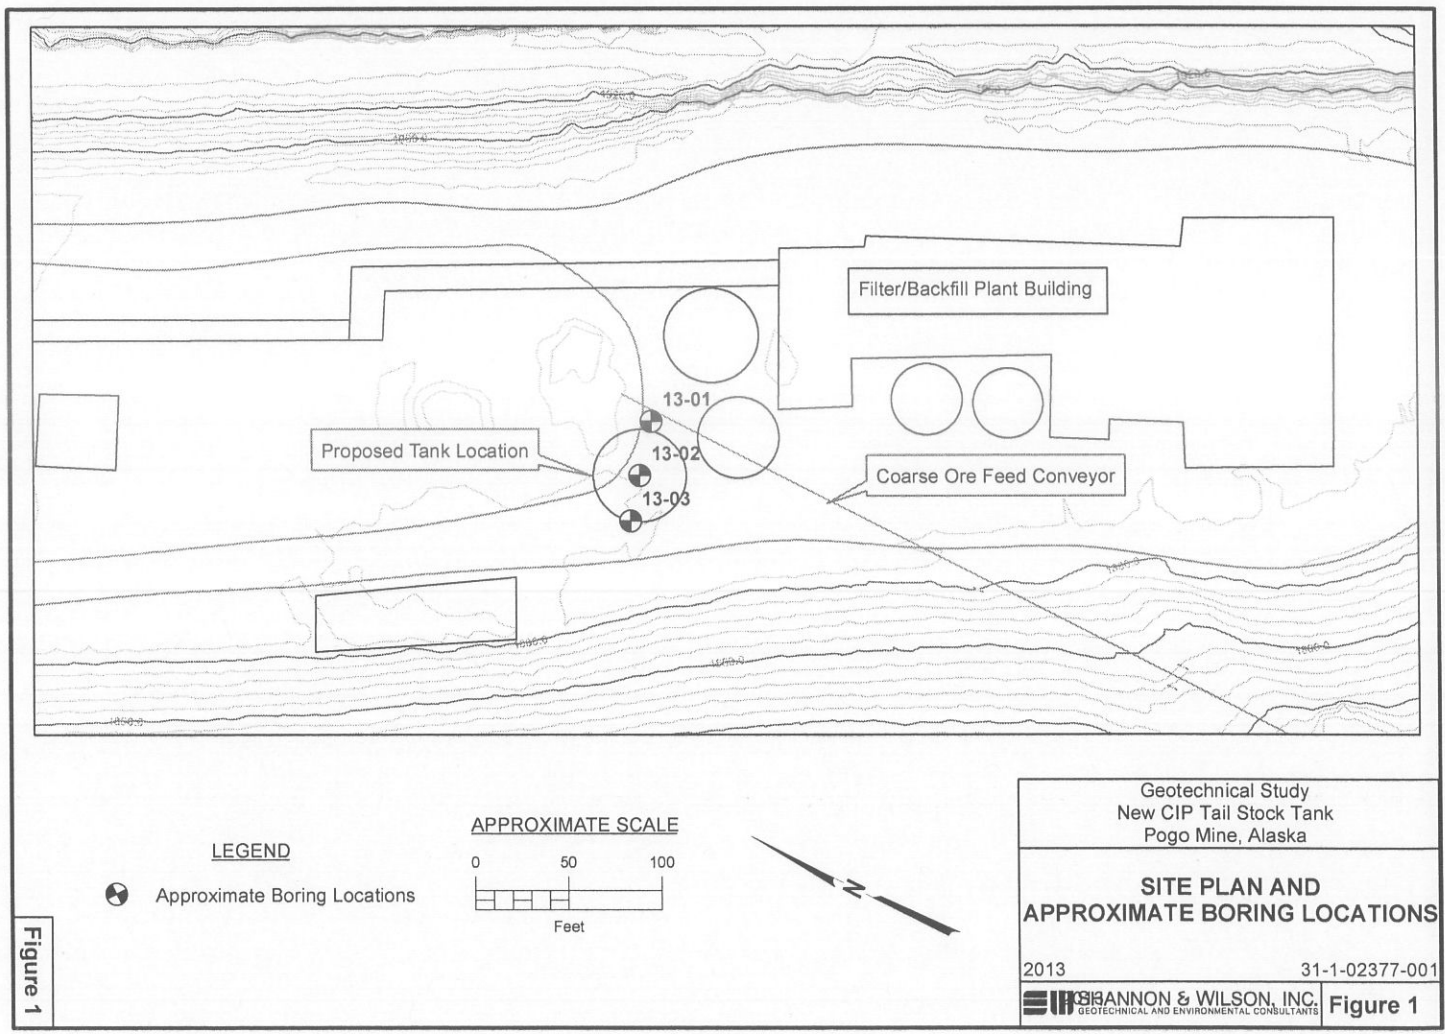 Filter/Backfill Plant Building
13-01
Proposed Tank Location
13-02
Coarse Ore Feed Conveyor
13-03
LEGEND
Approximate Boring Locations
APPROXIMATE SCALE
0 50 100
Feet
N
Geotechnical Study
New CIP Tail Stock Tank
Pogo Mine, Alaska
SITE PLAN AND
APPROXIMATE BORING LOCATIONS
2013 31-1-02377-001
SHANNON & WILSON, INC.
GEOTECHNICAL AND ENVIRONMENTAL CONSULTANTS
Figure 1
Figure 1